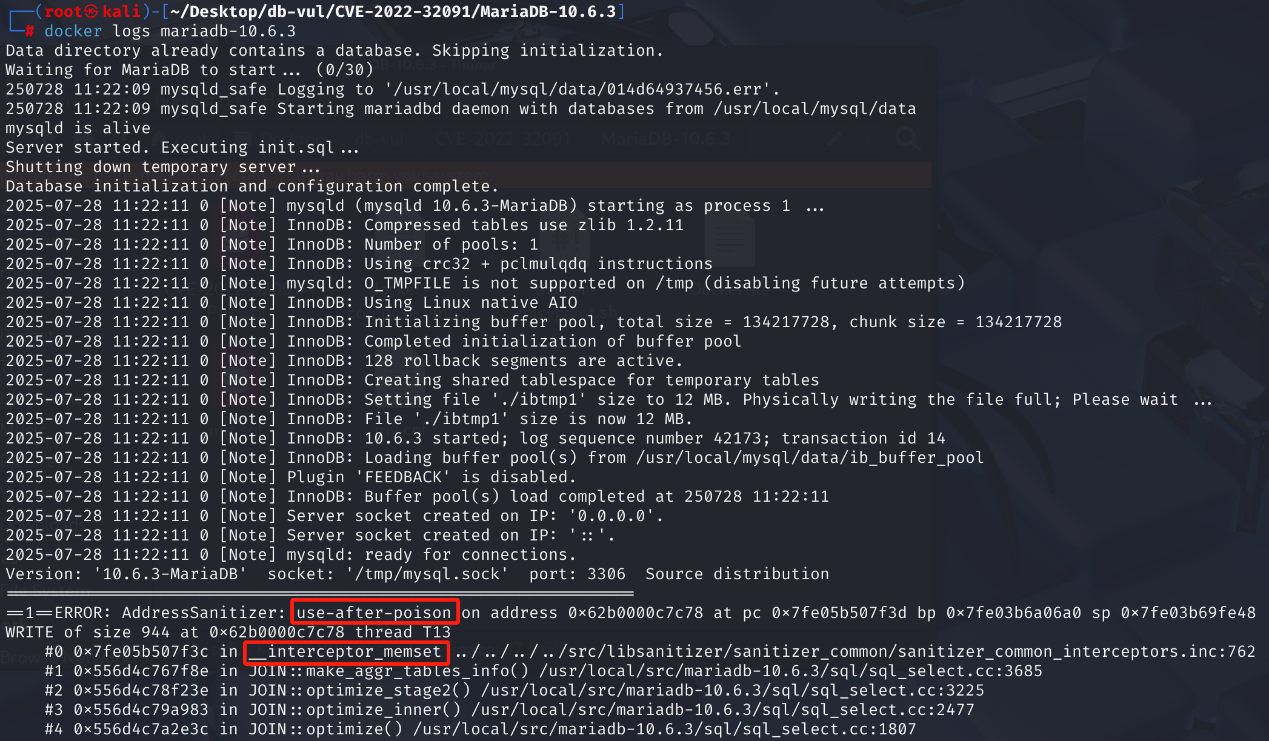 ┌──(root㉿kali)-[~/Desktop/db-vul/CVE-2022-32091/MariaDB-10.6.3]
└─# docker logs mariadb-10.6.3
Data directory already contains a database. Skipping initialization.
Waiting for MariaDB to start... (0/30)
250728 11:22:09 mysqld_safe Logging to '/usr/local/mysql/data/014d64937456.err'.
250728 11:22:09 mysqld_safe Starting mariadbd daemon with databases from /usr/local/mysql/data
mysqld is alive
Server started. Executing init.sql...
Shutting down temporary server...
Database initialization and configuration complete.
2025-07-28 11:22:11 0 [Note] mysqld (mysqld 10.6.3-MariaDB) starting as process 1 ...
2025-07-28 11:22:11 0 [Note] InnoDB: Compressed tables use zlib 1.2.11
2025-07-28 11:22:11 0 [Note] InnoDB: Number of pools: 1
2025-07-28 11:22:11 0 [Note] InnoDB: Using crc32 + pclmulqdq instructions
2025-07-28 11:22:11 0 [Note] mysqld: O_TMPFILE is not supported on /tmp (disabling future attempts)
2025-07-28 11:22:11 0 [Note] InnoDB: Using Linux native AIO
2025-07-28 11:22:11 0 [Note] InnoDB: Initializing buffer pool, total size = 134217728, chunk size = 134217728
2025-07-28 11:22:11 0 [Note] InnoDB: Completed initialization of buffer pool
2025-07-28 11:22:11 0 [Note] InnoDB: 128 rollback segments are active.
2025-07-28 11:22:11 0 [Note] InnoDB: Creating shared tablespace for temporary tables
2025-07-28 11:22:11 0 [Note] InnoDB: Setting file './ibtmp1' size to 12 MB. Physically writing the file full; Please wait ...
2025-07-28 11:22:11 0 [Note] InnoDB: File './ibtmp1' size is now 12 MB.
2025-07-28 11:22:11 0 [Note] InnoDB: 10.6.3 started; log sequence number 42173; transaction id 14
2025-07-28 11:22:11 0 [Note] InnoDB: Loading buffer pool(s) from /usr/local/mysql/data/ib_buffer_pool
2025-07-28 11:22:11 0 [Note] Plugin 'FEEDBACK' is disabled.
2025-07-28 11:22:11 0 [Note] InnoDB: Buffer pool(s) load completed at 250728 11:22:11
2025-07-28 11:22:11 0 [Note] Server socket created on IP: '0.0.0.0'.
2025-07-28 11:22:11 0 [Note] Server socket created on IP: '::'.
2025-07-28 11:22:11 0 [Note] mysqld: ready for connections.
Version: '10.6.3-MariaDB'  socket: '/tmp/mysql.sock'  port: 3306  Source distribution
=================================================================
==1==ERROR: AddressSanitizer: use-after-poison on address 0x62b0000c7c78 at pc 0x7fe05b507f3d bp 0x7fe03b6a06a0 sp 0x7fe03b69fe48
WRITE of size 944 at 0x62b0000c7c78 thread T13
    #0 0x7fe05b507f3c in __interceptor_memset ../../../../src/libsanitizer/sanitizer_common/sanitizer_common_interceptors.inc:762
    #1 0x556d4c767f8e in JOIN::make_aggr_tables_info() /usr/local/src/mariadb-10.6.3/sql/sql_select.cc:3685
    #2 0x556d4c78f23e in JOIN::optimize_stage2() /usr/local/src/mariadb-10.6.3/sql/sql_select.cc:3225
    #3 0x556d4c79a983 in JOIN::optimize_inner() /usr/local/src/mariadb-10.6.3/sql/sql_select.cc:2477
    #4 0x556d4c7a2e3c in JOIN::optimize() /usr/local/src/mariadb-10.6.3/sql/sql_select.cc:1807